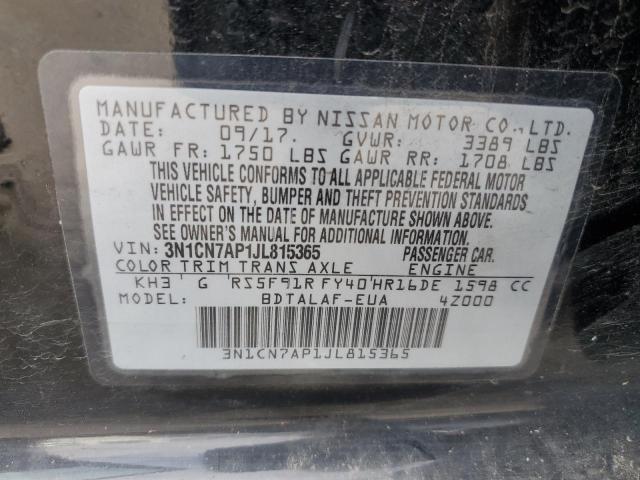 MANUFACTURED BY NISSAN MOTOR CO., LTD.
DATE: 09/17. GVWR: 3389 LBS
GAWR FR: 1750 LBS GAWR RR: 1708 LBS
THIS VEHICLE CONFORMS TO ALL APPLICABLE FEDERAL MOTOR
VEHICLE SAFETY, BUMPER AND THEFT PREVENTION STANDARDS
IN EFFECT ON THE DATE OF MANUFACTURE SHOWN ABOVE.
SEE OWNER'S MANUAL FOR ADDITIONAL INFORMATION.
VIN: 3N1CN7AP1JL815365 PASSENGER CAR.
COLOR TRIM TRANS AXLE ENGINE
KH3 G RS5F91R FY40 HR16DE 1598 CC
MODEL: BDTALAF-EUA 4Z000
3N1CN7AP1JL815365